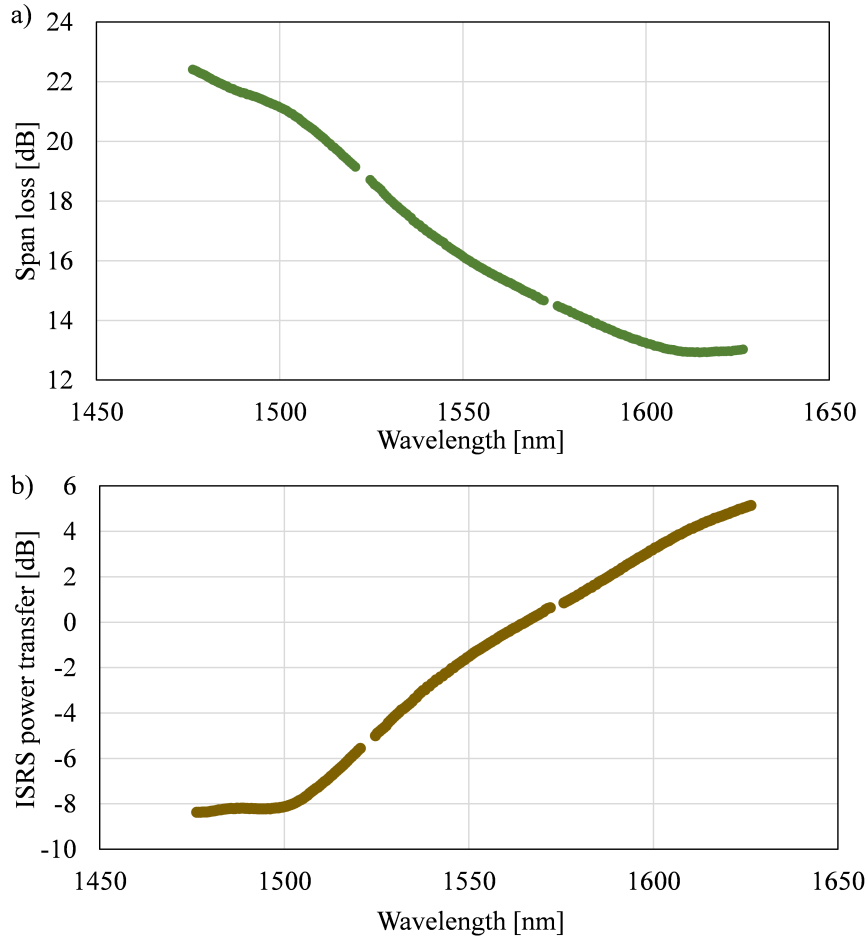 a)
24
22
20
18
16
14
12
Span loss [dB]
1450 1500 1550 1600 1650
Wavelength [nm]
b)
6
4
2
0
-2
-4
-6
-8
-10
ISRS power transfer [dB]
1450 1500 1550 1600 1650
Wavelength [nm]